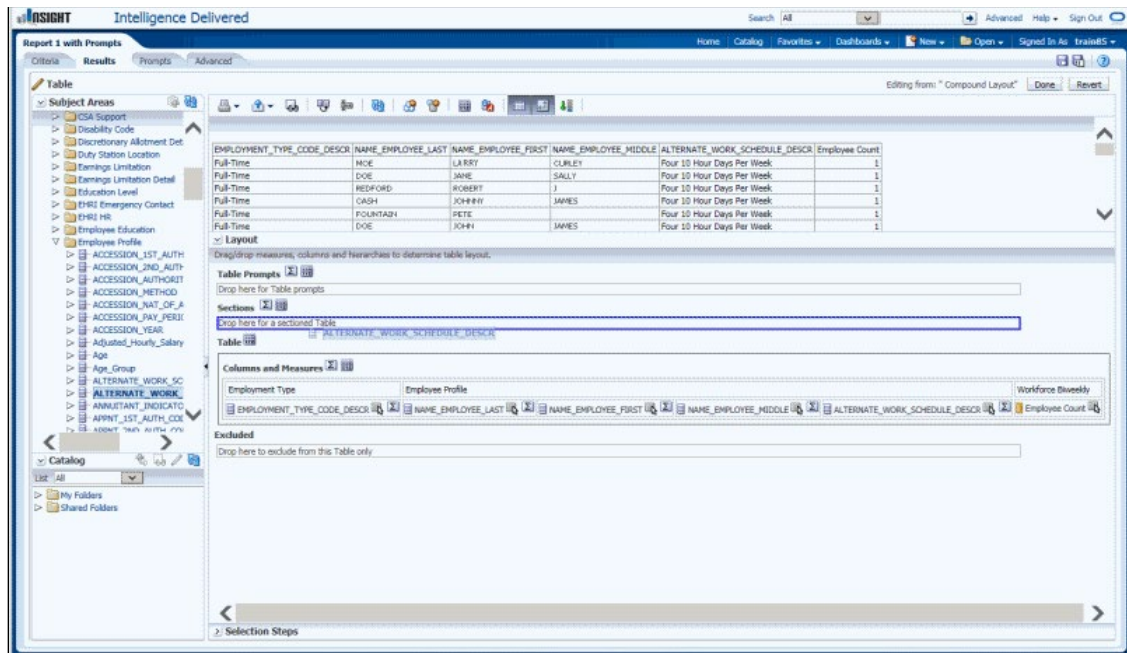 INSIGHT Intelligence Delivered Search All Advanced Help Sign Out
Report 1 with Prompts Home Catalog Favorites Dashboards New Open Signed In As train85
Criteria Results Prompts Advanced
Table Editing from: "Compound Layout" Done Revert
Subject Areas
CSA Support
Disability Code
Discretionary Allotment Det
Duty Station Location
Earnings Limitation
Earnings Limitation Detail
Education Level
EHRI Emergency Contact
EHRI HR
Employee Education
Employee Profile
ACCESSION_1ST_AUTH
ACCESSION_2ND_AUTH
ACCESSION_AUTHORIT
ACCESSION_METHOD
ACCESSION_NAT_OF_A
ACCESSION_PAY_PERIC
ACCESSION_YEAR
Adjusted_Hourly_Salary
Age
Age_Group
ALTERNATE_WORK_SC
ALTERNATE_WORK_
ANNUITANT_INDICATO
APPNT_1ST_AUTH_COD
APPNT_2ND_AUTH_COD
Catalog
List All
My Folders
Shared Folders
EMPLOYMENT_TYPE_CODE_DESCR NAME_EMPLOYEE_LAST NAME_EMPLOYEE_FIRST NAME_EMPLOYEE_MIDDLE ALTERNATE_WORK_SCHEDULE_DESCR Employee Count
Full-Time MOE LARRY CURLEY Four 10 Hour Days Per Week 1
Full-Time DOE JANE SALLY Four 10 Hour Days Per Week 1
Full-Time REDFORD ROBERT J Four 10 Hour Days Per Week 1
Full-Time CASH JOHNNY JAMES Four 10 Hour Days Per Week 1
Full-Time FOUNTAIN PETE Four 10 Hour Days Per Week 1
Full-Time DOE JOHN JAMES Four 10 Hour Days Per Week 1
Layout
Drag/drop measures, columns and hierarchies to determine table layout.
Table Prompts
Drop here for Table prompts
Sections
Drop here for a sectioned Table
ALTERNATE_WORK_SCHEDULE_DESCR
Table
Columns and Measures
Employment Type Employee Profile Workforce Biweekly
EMPLOYMENT_TYPE_CODE_DESCR NAME_EMPLOYEE_LAST NAME_EMPLOYEE_FIRST NAME_EMPLOYEE_MIDDLE ALTERNATE_WORK_SCHEDULE_DESCR Employee Count
Excluded
Drop here to exclude from this Table only
Selection Steps